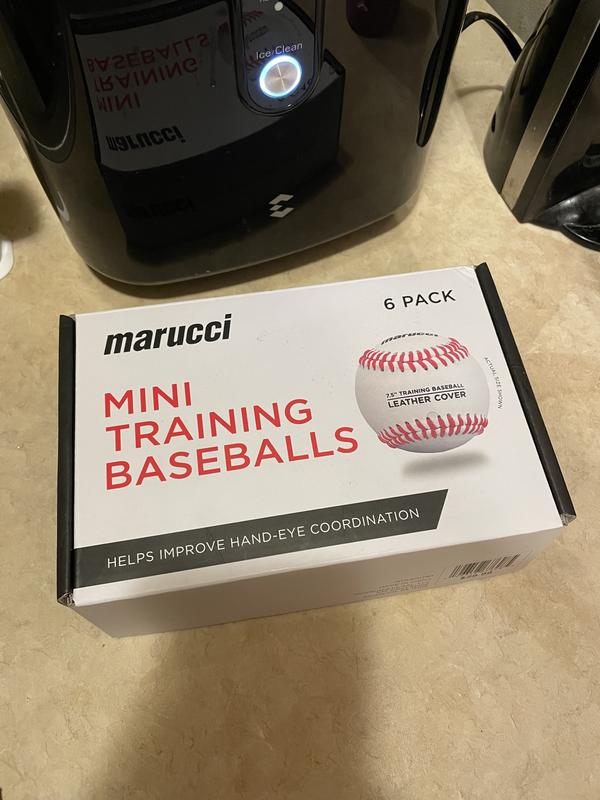 Ice/Clean
marucci
6 PACK
MINI
TRAINING
BASEBALLS
marucci
7.5" TRAINING BASEBALL
LEATHER COVER
ACTUAL SIZE SHOWN
HELPS IMPROVE HAND-EYE COORDINATION